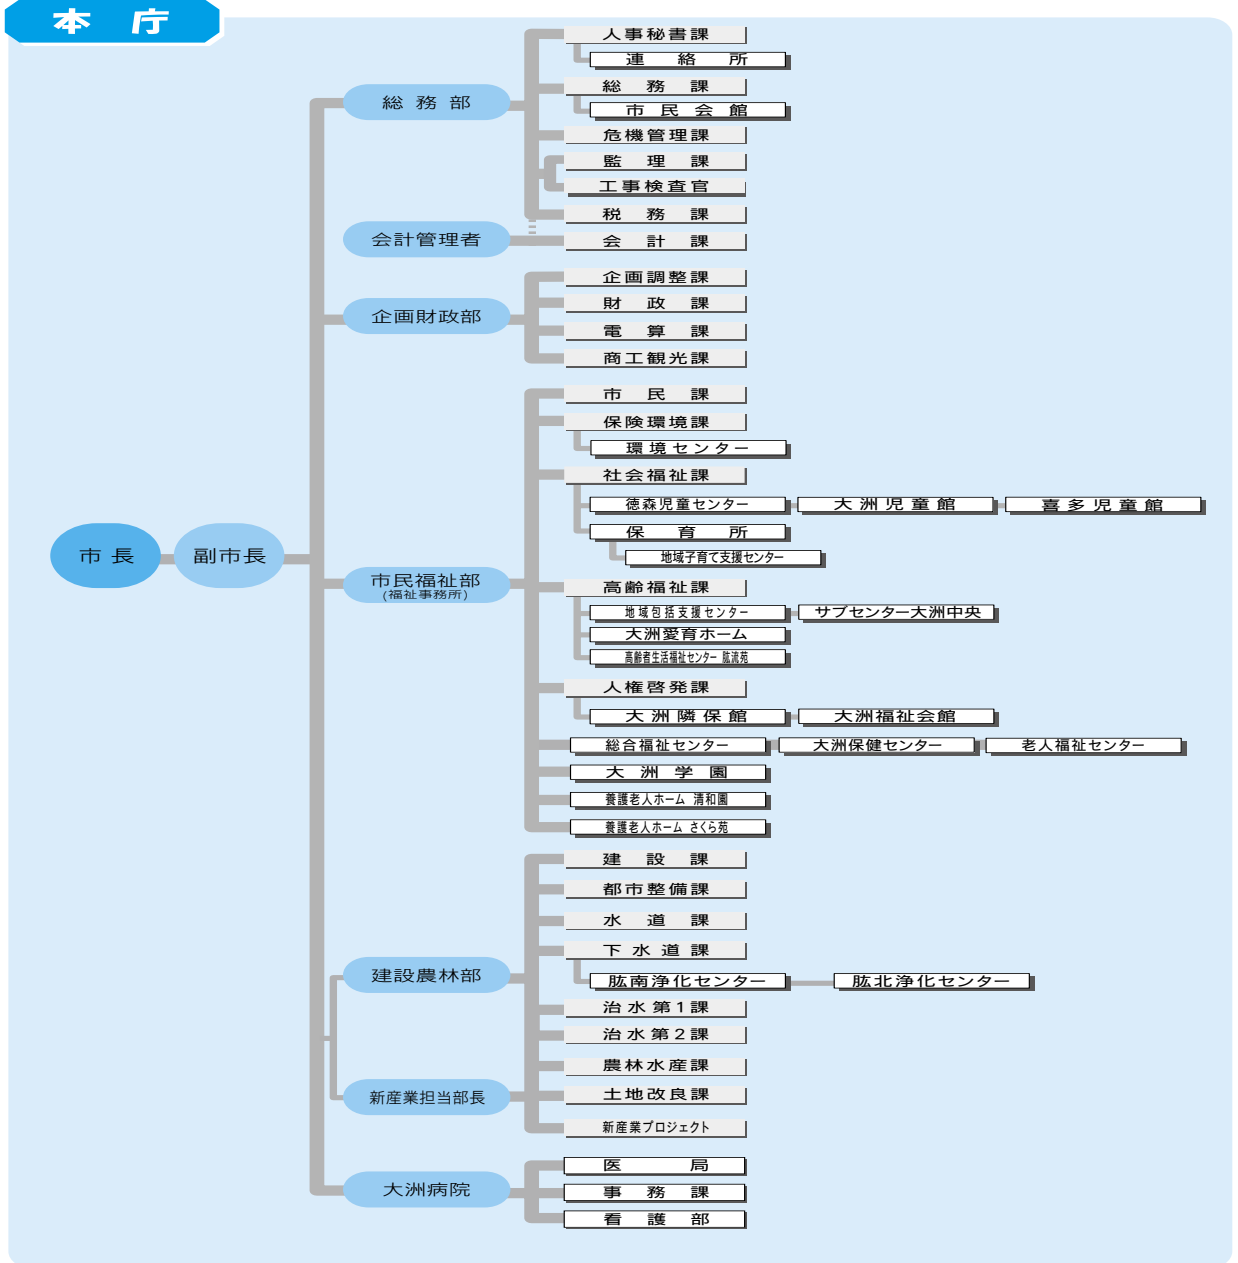 本庁
人事秘書課
連絡所
総務部
総務課
市民会館
危機管理課
監理課
工事検査官
税務課
会計管理者
会計課
企画調整課
企画財政部
財政課
電算課
商工観光課
市民課
保険環境課
環境センター
社会福祉課
徳森児童センター 大洲児童館 喜多児童館
保育所
市長 副市長
地域子育て支援センター
市民福祉部
(福祉事務所)
高齢福祉課
地域包括支援センター サブセンター大洲中央
大洲愛育ホーム
高齢者生活福祉センター 肱流苑
人権啓発課
大洲隣保館 大洲福祉会館
総合福祉センター 大洲保健センター 老人福祉センター
大洲学園
養護老人ホーム 清和園
養護老人ホーム さくら苑
建設課
都市整備課
水道課
下水道課
建設農林部
肱南浄化センター 肱北浄化センター
治水第1課
治水第2課
農林水産課
新産業担当部長
土地改良課
新産業プロジェクト
医局
大洲病院
事務課
看護部